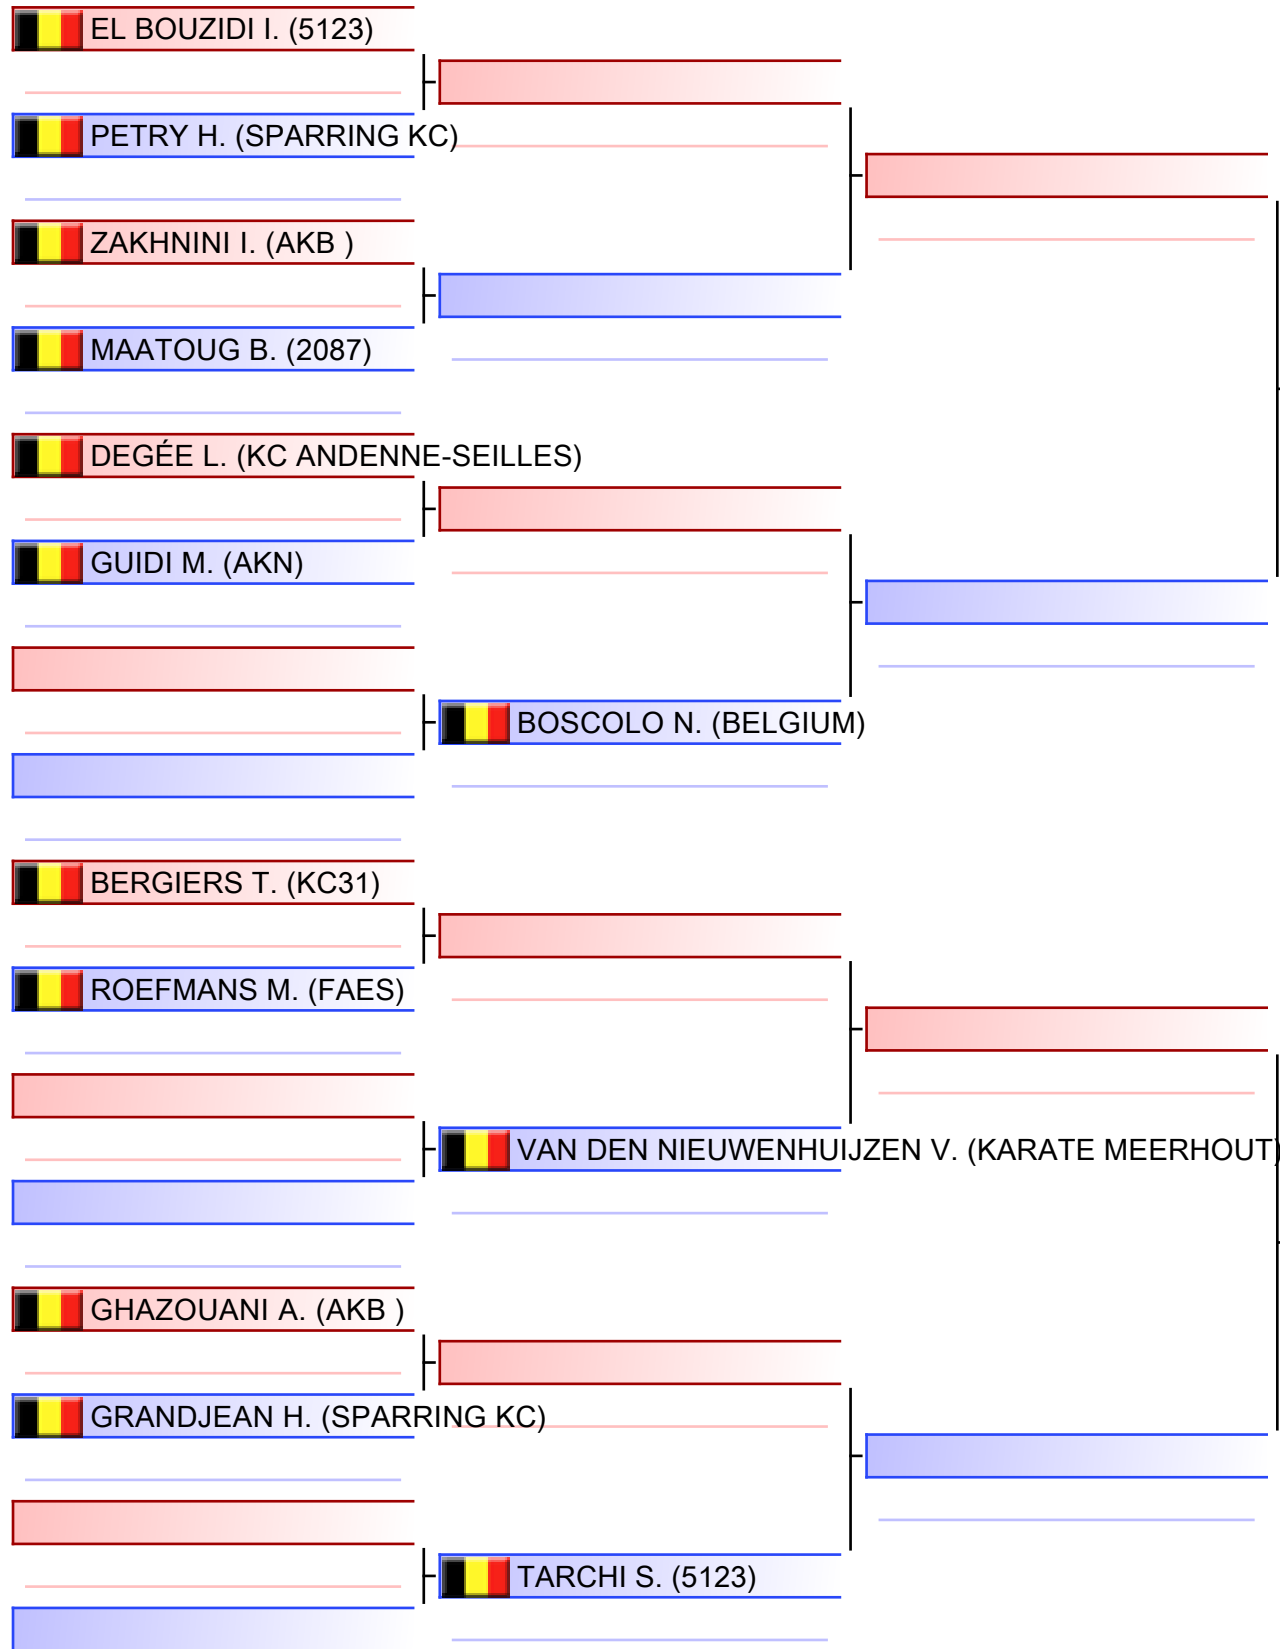 EL BOUZIDI I. (5123)
PETRY H. (SPARRING KC)
ZAKHNINI I. (AKB )
MAATOUG B. (2087)
DEGÉE L. (KC ANDENNE-SEILLES)
GUIDI M. (AKN)
BOSCOLO N. (BELGIUM)
BERGIERS T. (KC31)
ROEFMANS M. (FAES)
VAN DEN NIEUWENHUIJZEN V. (KARATE MEERHOUT)
GHAZOUANI A. (AKB )
GRANDJEAN H. (SPARRING KC)
TARCHI S. (5123)